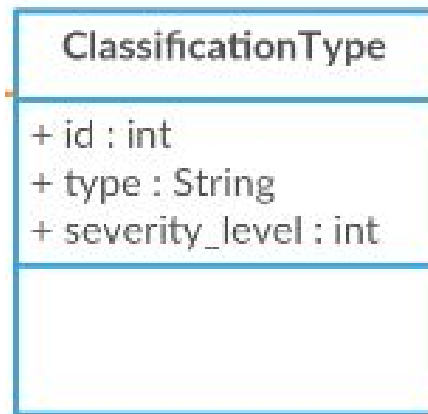 ClassificationType
+ id : int
+ type : String
+ severity_level : int